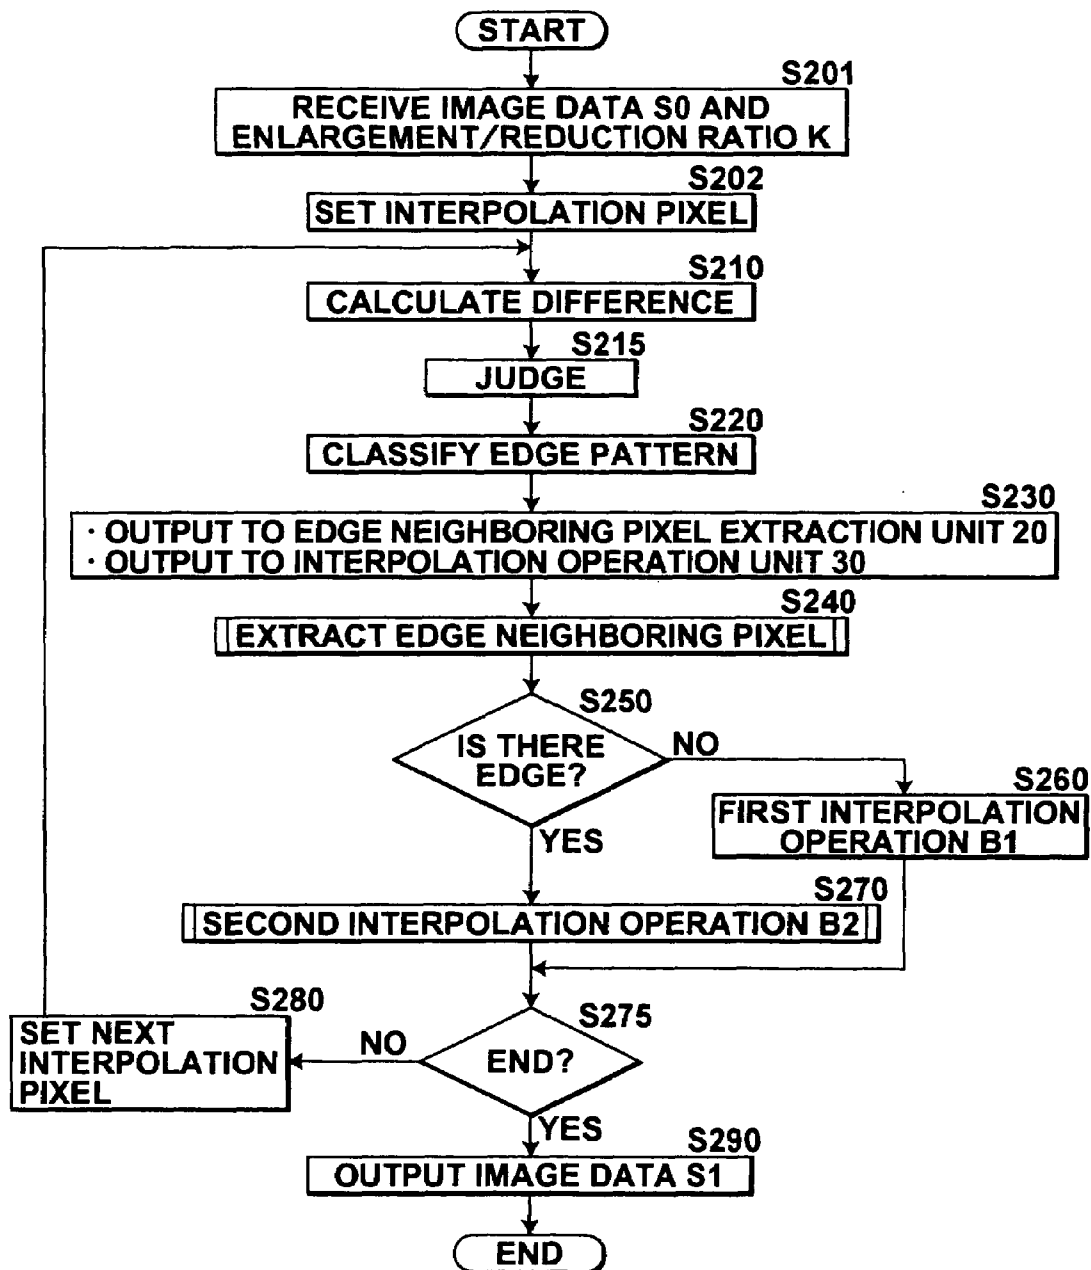 START
S201
RECEIVE IMAGE DATA S0 AND
ENLARGEMENT/REDUCTION RATIO K
S202
SET INTERPOLATION PIXEL
S210
CALCULATE DIFFERENCE
S215
JUDGE
S220
CLASSIFY EDGE PATTERN
S230
· OUTPUT TO EDGE NEIGHBORING PIXEL EXTRACTION UNIT 20
· OUTPUT TO INTERPOLATION OPERATION UNIT 30
S240
EXTRACT EDGE NEIGHBORING PIXEL
S250
IS THERE
EDGE?
NO
YES
S260
FIRST INTERPOLATION
OPERATION B1
S270
SECOND INTERPOLATION OPERATION B2
S275
END?
NO
S280
SET NEXT
INTERPOLATION
PIXEL
YES
S290
OUTPUT IMAGE DATA S1
END